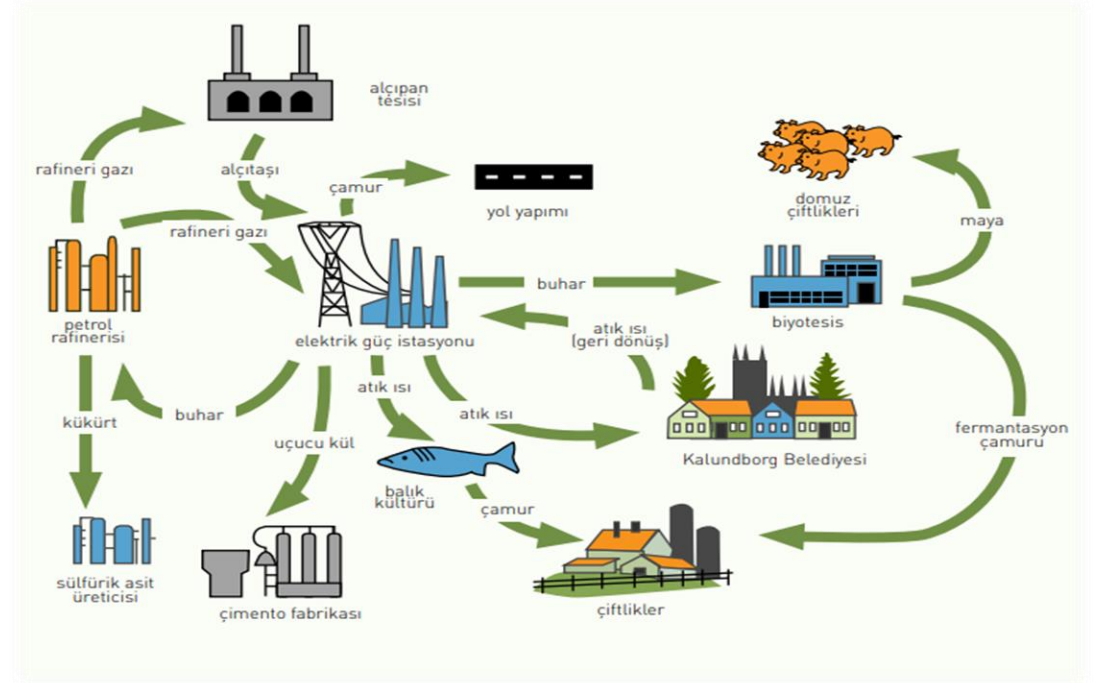 alçıpan
tesisi
rafineri gazı
alçıtaşı
çamur
yol yapımı
domuz
çiftlikleri
maya
rafineri gazı
buhar
petrol
rafinerisi
elektrik güç istasyonu
atık ısı
(geri dönüş)
biyotesis
kükürt
buhar
atık ısı
atık ısı
uçucu kül
Kalundborg Belediyesi
fermantasyon
çamuru
balık
kültürü
çamur
sülfürik asit
üreticisi
çimento fabrikası
çiftlikler